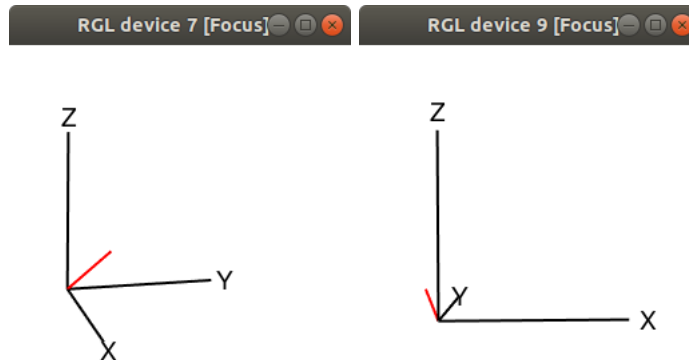 RGL device 7 [Focus]
Z
Y
X
RGL device 9 [Focus]
Z
Y
X